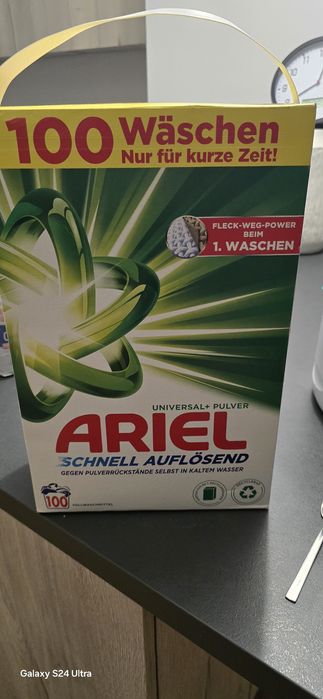 100 Wäschen
Nur für kurze Zeit!
FLECK-WEG-POWER
BEIM
1. WASCHEN
UNIVERSAL+ PULVER
ARIEL
SCHNELL AUFLÖSEND
GEGEN PULVERRÜCKSTÄNDE SELBST IN KALTEM WASSER
100
VOLLWASCHMITTEL
Galaxy S24 Ultra